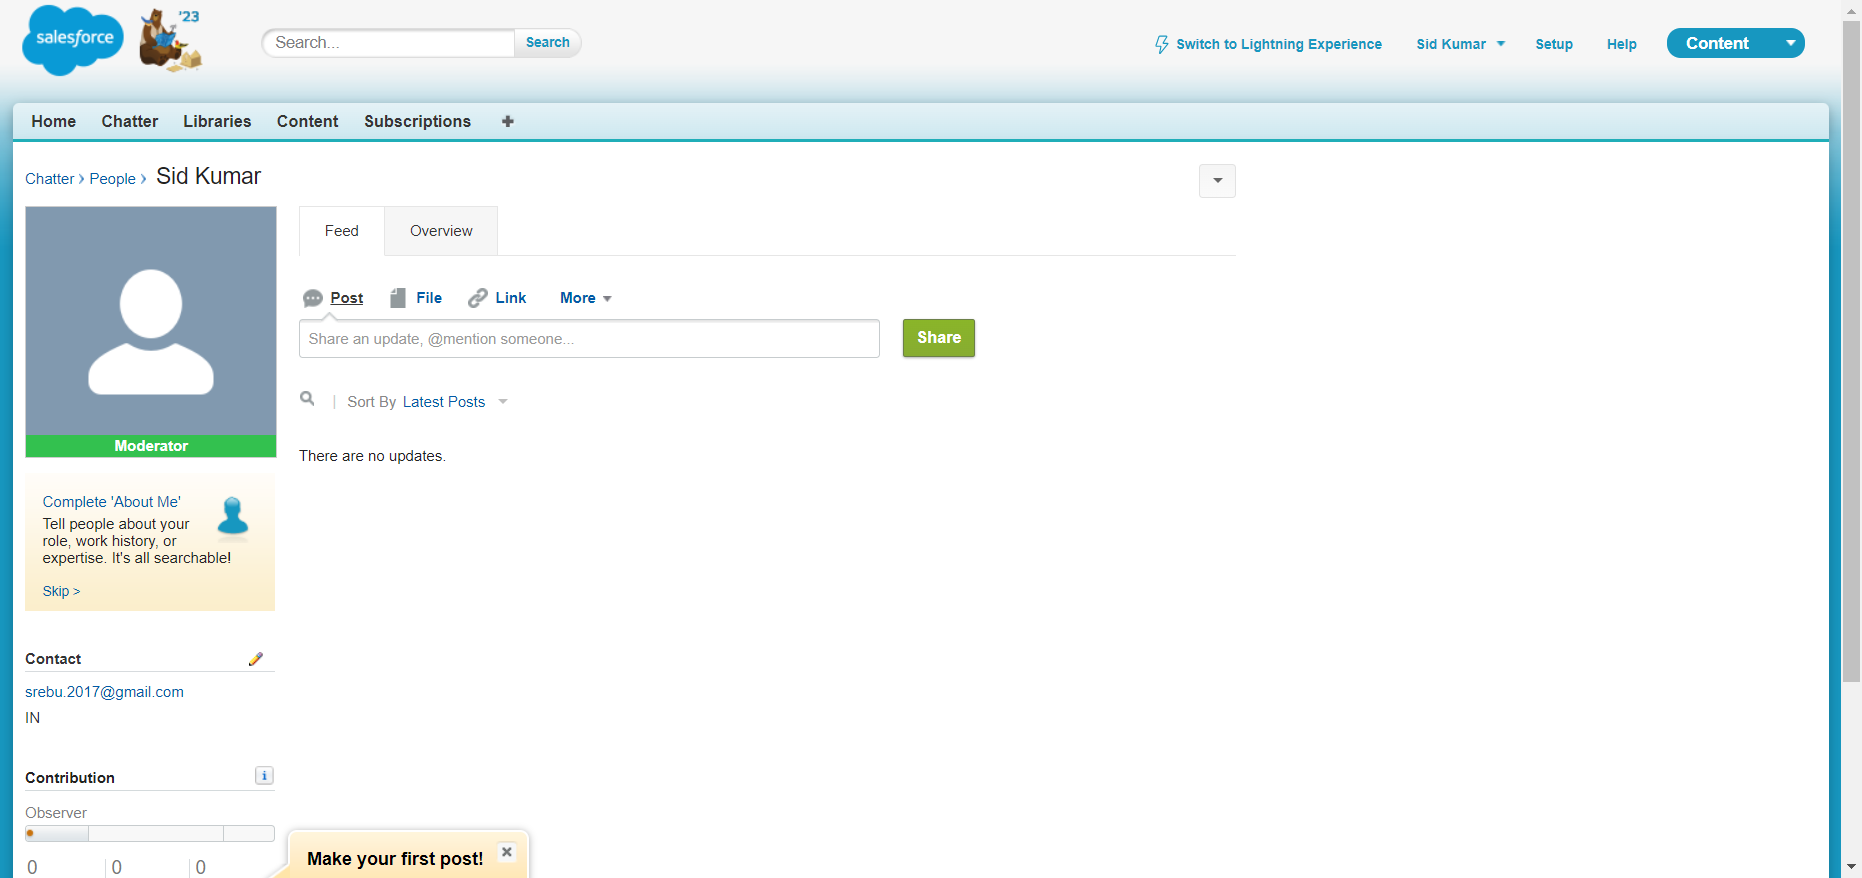 salesforce
'23
Search...
Search
Switch to Lightning Experience
Sid Kumar
Setup
Help
Content
Home
Chatter
Libraries
Content
Subscriptions
+
Chatter › People › Sid Kumar
Feed
Overview
Post
File
Link
More
Share an update, @mention someone...
Share
| Sort By Latest Posts
There are no updates.
Moderator
Complete 'About Me'
Tell people about your
role, work history, or
expertise. It's all searchable!
Skip >
Contact
srebu.2017@gmail.com
IN
Contribution
i
Observer
0
0
0
Make your first post!